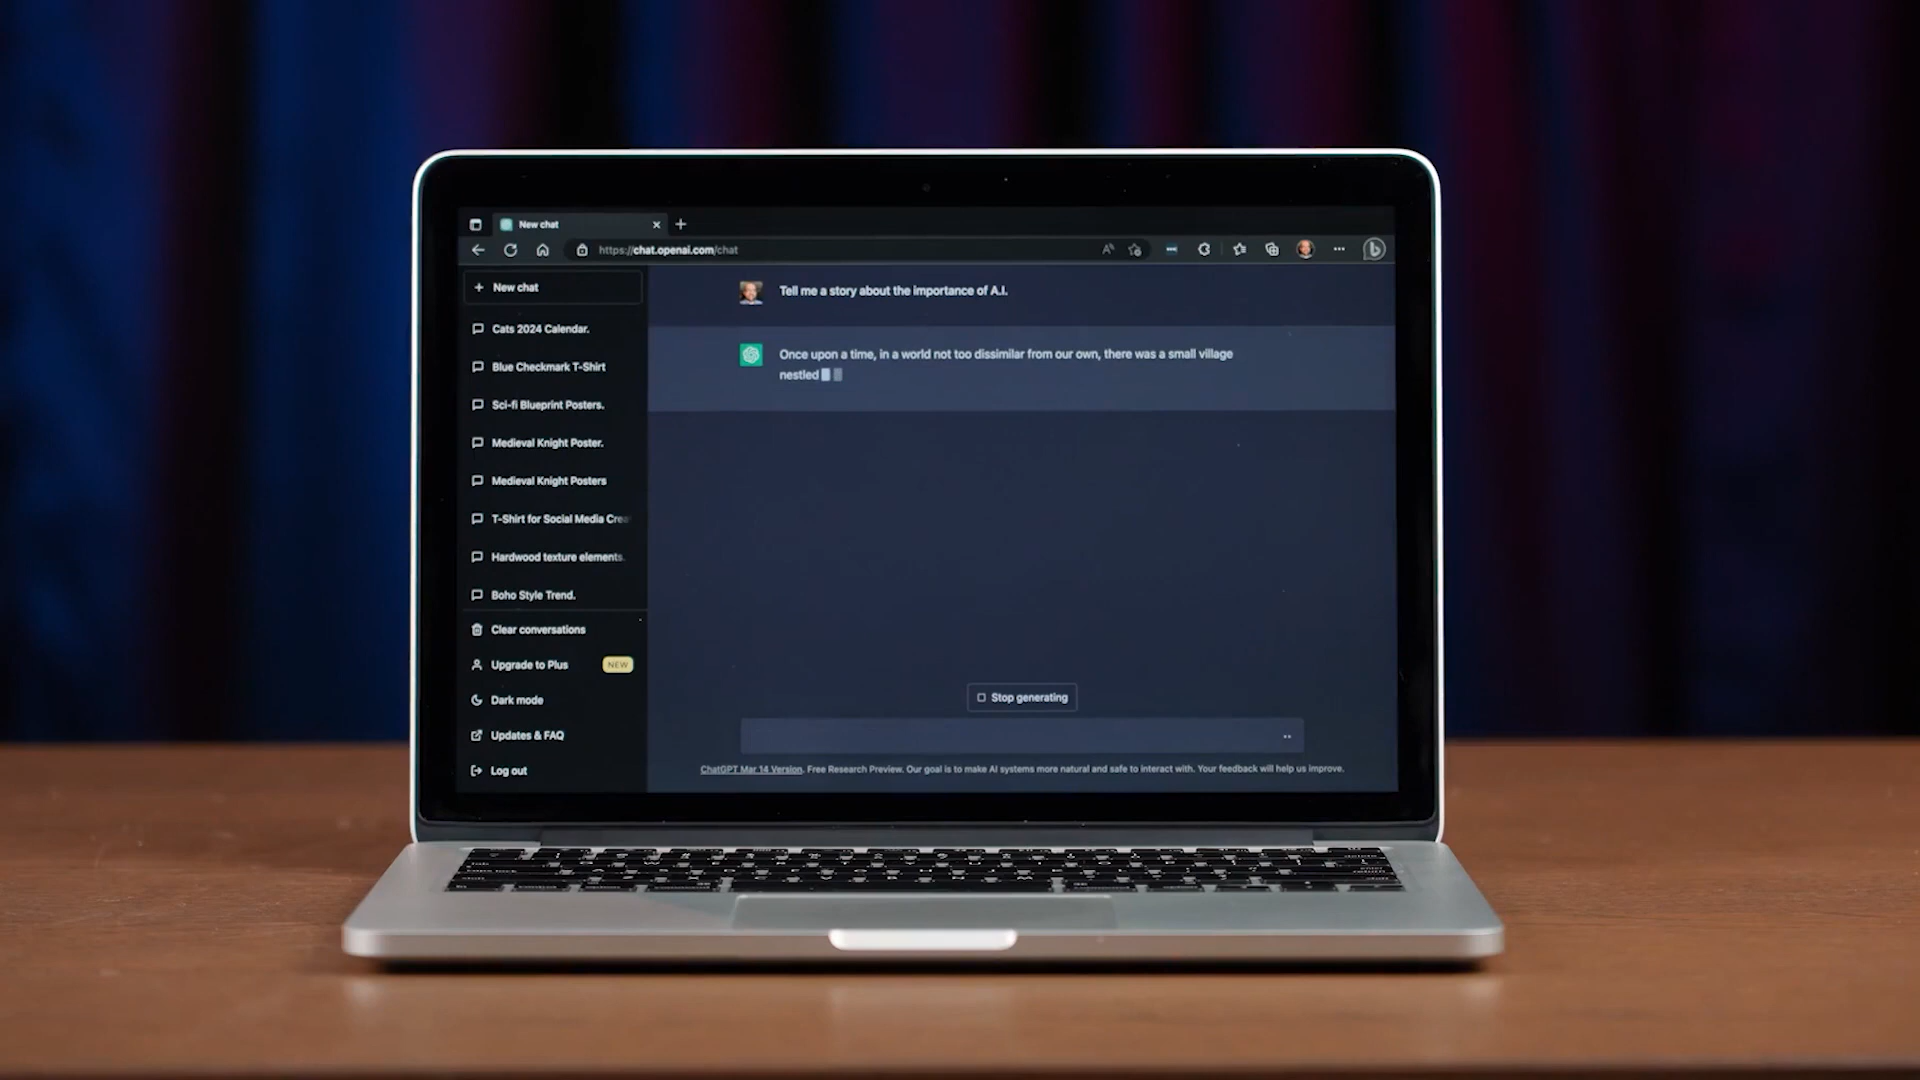 New chat
https://chat.openai.com/chat
New chat
Cats 2024 Calendar.
Blue Checkmark T-Shirt
Sci-fi Blueprint Posters.
Medieval Knight Poster.
Medieval Knight Posters
T-Shirt for Social Media Crea
Hardwood texture elements.
Boho Style Trend.
Clear conversations
Upgrade to Plus NEW
Dark mode
Updates & FAQ
Log out
Tell me a story about the importance of A.I.
Once upon a time, in a world not too dissimilar from our own, there was a small village
nestled
Stop generating
ChatGPT Mar 14 Version. Free Research Preview. Our goal is to make AI systems more natural and safe to interact with. Your feedback will help us improve.